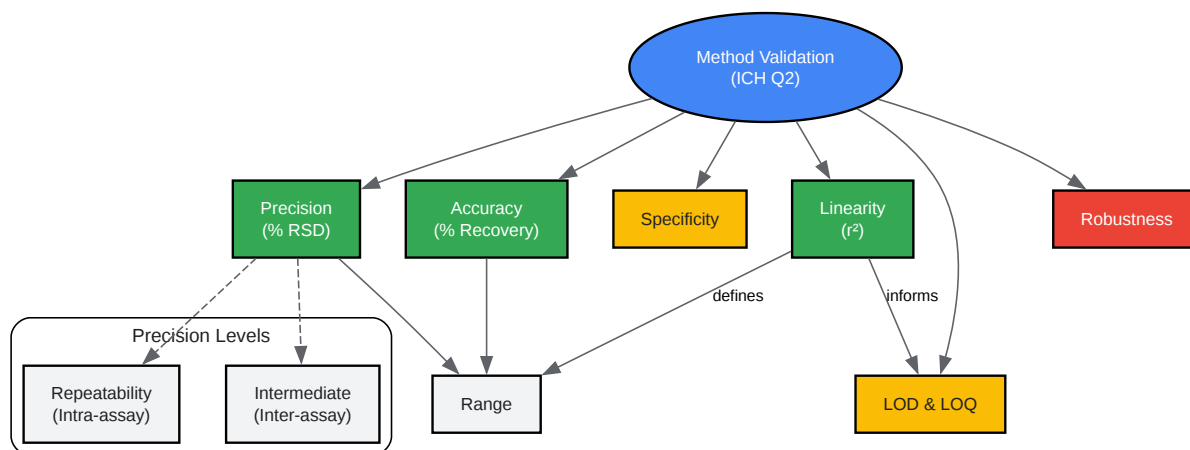 Method Validation
(ICH Q2)
Precision
(% RSD)
Accuracy
(% Recovery)
Specificity
Linearity
(r²)
Robustness
defines
informs
Precision Levels
Repeatability
(Intra-assay)
Intermediate
(Inter-assay)
Range
LOD & LOQ